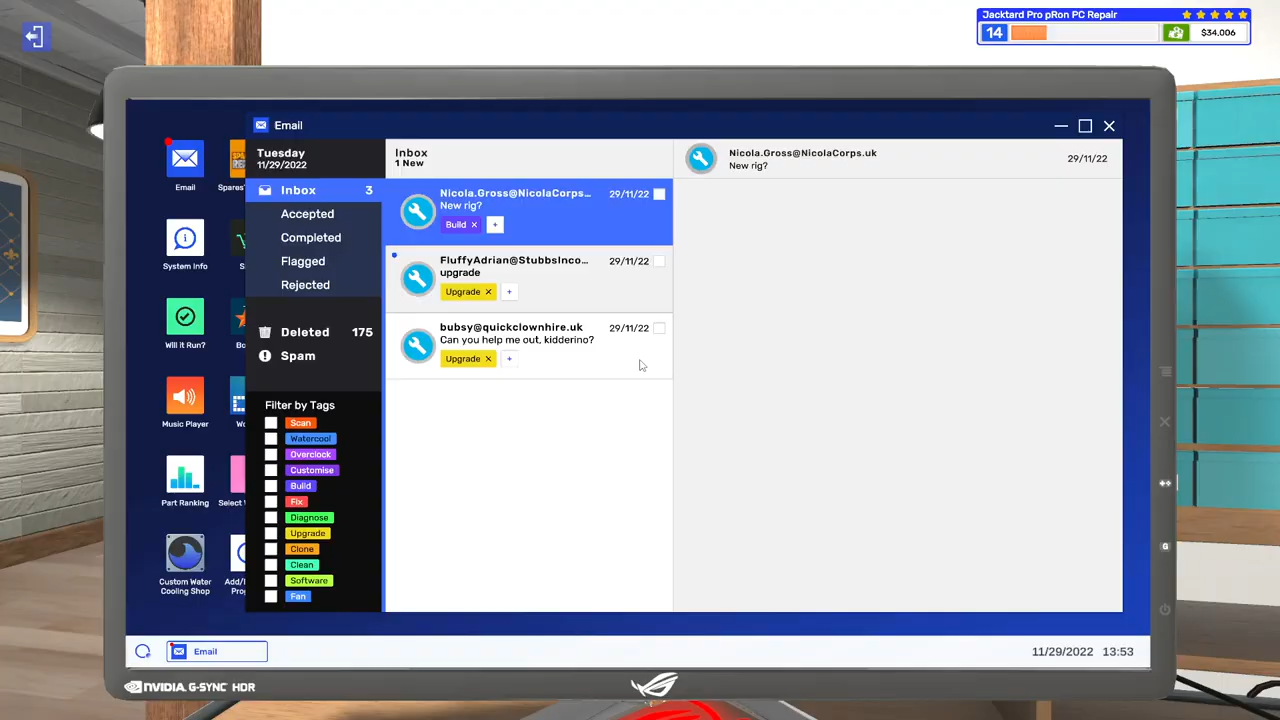 Jacktard Pro pRon PC Repair
14
$34,006
Email
Tuesday
11/29/2022
Inbox 3
Accepted
Completed
Flagged
Rejected
Deleted 175
Spam
Filter by Tags
Scan
Watercool
Overclock
Customise
Build
Fix
Diagnose
Upgrade
Clone
Clean
Software
Fan
Inbox
1 New
Nicola.Gross@NicolaCorps... 29/11/22
New rig?
Build × +
FluffyAdrian@StubbsInco... 29/11/22
upgrade
Upgrade × +
bubsy@quickclownhire.uk 29/11/22
Can you help me out, kidderino?
Upgrade × +
Nicola.Gross@NicolaCorps.uk 29/11/22
New rig?
Email
Spares'
System Info
Will it Run?
Music Player
Part Ranking
Select
Custom Water
Cooling Shop
Add/
Prog
Email
11/29/2022 13:53
NVIDIA G-SYNC HDR
G